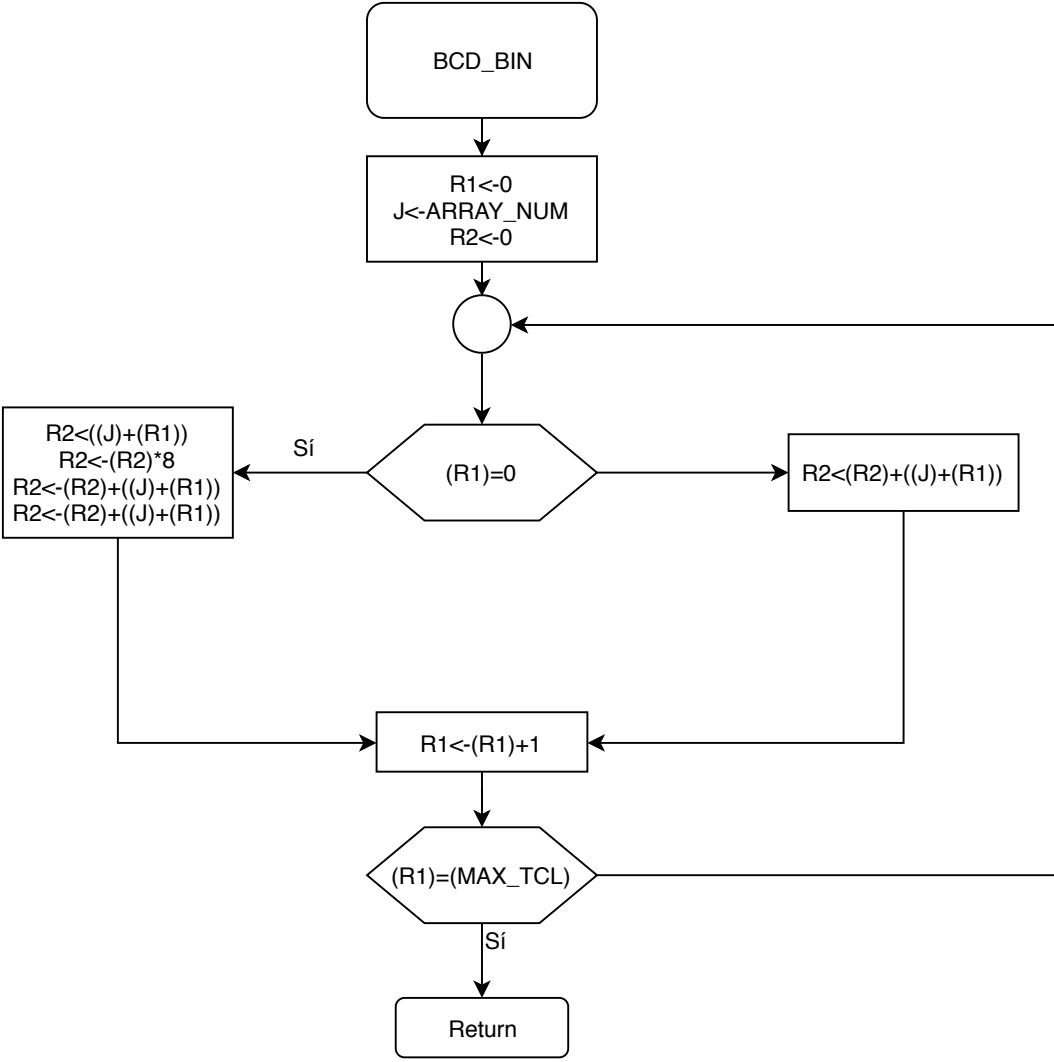 BCD_BIN
R1<-0
J<-ARRAY_NUM
R2<-0
R2<((J)+(R1))
R2<-(R2)*8
R2<-(R2)+((J)+(R1))
R2<-(R2)+((J)+(R1))
Sí
(R1)=0
R2<(R2)+((J)+(R1))
R1<-(R1)+1
(R1)=(MAX_TCL)
Sí
Return